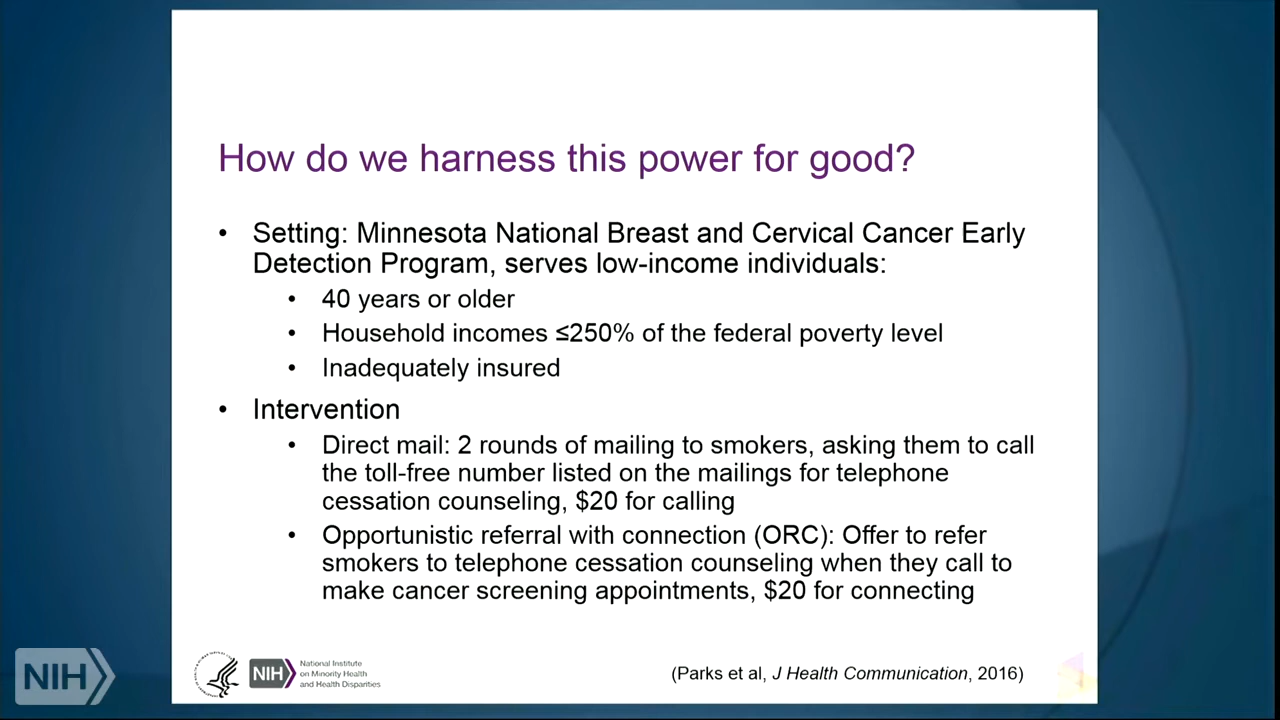 How do we harness this power for good?
• Setting: Minnesota National Breast and Cervical Cancer Early
Detection Program, serves low-income individuals:
• 40 years or older
• Household incomes ≤250% of the federal poverty level
• Inadequately insured
• Intervention
• Direct mail: 2 rounds of mailing to smokers, asking them to call
the toll-free number listed on the mailings for telephone
cessation counseling, $20 for calling
• Opportunistic referral with connection (ORC): Offer to refer
smokers to telephone cessation counseling when they call to
make cancer screening appointments, $20 for connecting
NIH
NIH
National Institute
on Minority Health
and Health Disparities
(Parks et al, J Health Communication, 2016)